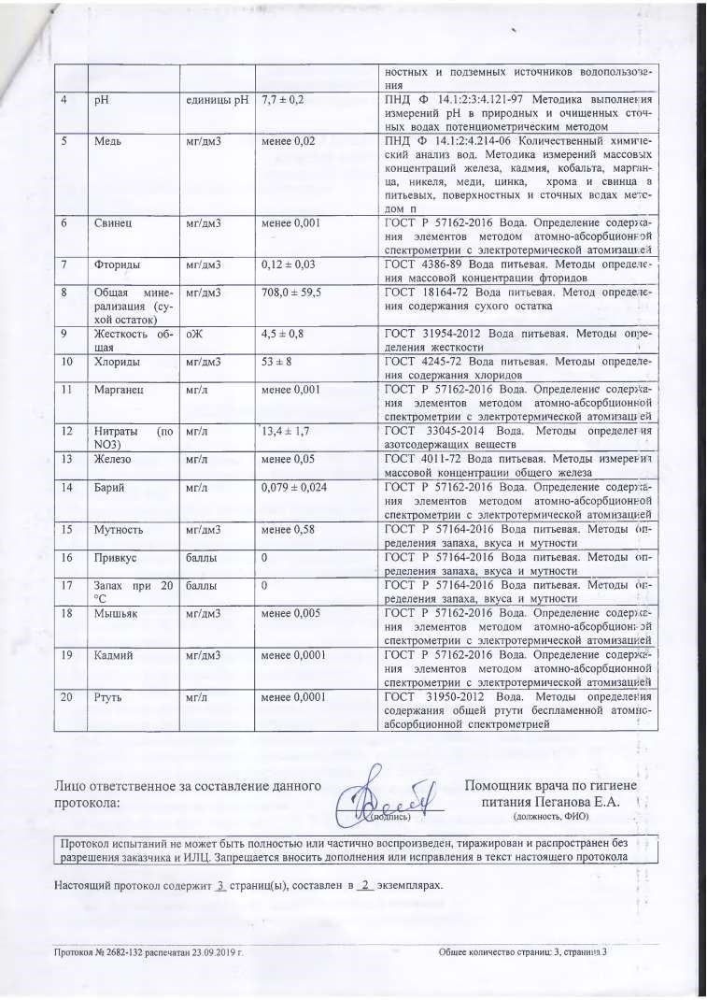 ностных и подземных источников водопользова-
ния
4 pH единицы pH 7,7 ± 0,2 ПНД Ф 14.1:2:3:4.121-97 Методика выполнения
измерений pH в природных и очищенных сточ-
ных водах потенциометрическим методом
5 Медь мг/дм3 менее 0,02 ПНД Ф 14.1:2:4.214-06 Количественный химиче-
ский анализ вод. Методика измерений массовых
концентраций железа, кадмия, кобальта, марган-
ца, никеля, меди, цинка, хрома и свинца в
питьевых, поверхностных и сточных водах мето-
дом п
6 Свинец мг/дм3 менее 0,001 ГОСТ Р 57162-2016 Вода. Определение содержа-
ния элементов методом атомно-абсорбционной
спектрометрии с электротермической атомизацией
7 Фториды мг/дм3 0,12 ± 0,03 ГОСТ 4386-89 Вода питьевая. Методы определе-
ния массовой концентрации фторидов
8 Общая мине- мг/дм3 708,0 ± 59,5 ГОСТ 18164-72 Вода питьевая. Метод определе-
рализация (су- ния содержания сухого остатка
хой остаток)
9 Жесткость об- оЖ 4,5 ± 0,8 ГОСТ 31954-2012 Вода питьевая. Методы опре-
щая деления жесткости
10 Хлориды мг/дм3 53 ± 8 ГОСТ 4245-72 Вода питьевая. Методы определе-
ния содержания хлоридов
11 Марганец мг/л менее 0,001 ГОСТ Р 57162-2016 Вода. Определение содержа-
ния элементов методом атомно-абсорбционной
спектрометрии с электротермической атомизацией
12 Нитраты (по мг/л 13,4 ± 1,7 ГОСТ 33045-2014 Вода. Методы определения
NO3) азотсодержащих веществ
13 Железо мг/л менее 0,05 ГОСТ 4011-72 Вода питьевая. Методы измерения
массовой концентрации общего железа
14 Барий мг/л 0,079 ± 0,024 ГОСТ Р 57162-2016 Вода. Определение содержа-
ния элементов методом атомно-абсорбционной
спектрометрии с электротермической атомизацией
15 Мутность мг/дм3 менее 0,58 ГОСТ Р 57164-2016 Вода питьевая. Методы оп-
ределения запаха, вкуса и мутности
16 Привкус баллы 0 ГОСТ Р 57164-2016 Вода питьевая. Методы оп-
ределения запаха, вкуса и мутности
17 Запах при 20 баллы 0 ГОСТ Р 57164-2016 Вода питьевая. Методы оп-
°С ределения запаха, вкуса и мутности
18 Мышьяк мг/дм3 менее 0,005 ГОСТ Р 57162-2016 Вода. Определение содержа-
ния элементов методом атомно-абсорбционной
спектрометрии с электротермической атомизацией
19 Кадмий мг/дм3 менее 0,0001 ГОСТ Р 57162-2016 Вода. Определение содержа-
ния элементов методом атомно-абсорбционной
спектрометрии с электротермической атомизацией
20 Ртуть мг/л менее 0,0001 ГОСТ 31950-2012 Вода. Методы определения
содержания общей ртути беспламенной атомно-
абсорбционной спектрометрией
Лицо ответственное за составление данного Помощник врача по гигиене
протокола: питания Пеганова Е.А.
(подпись) (должность, ФИО)
Протокол испытаний не может быть полностью или частично воспроизведен, тиражирован и распространен без
разрешения заказчика и ИЛЦ. Запрещается вносить дополнения или исправления в текст настоящего протокола
Настоящий протокол содержит 3 страниц(ы), составлен в 2 экземплярах.
Протокол № 2682-132 распечатан 23.09.2019 г. Общее количество страниц: 3, страница 3